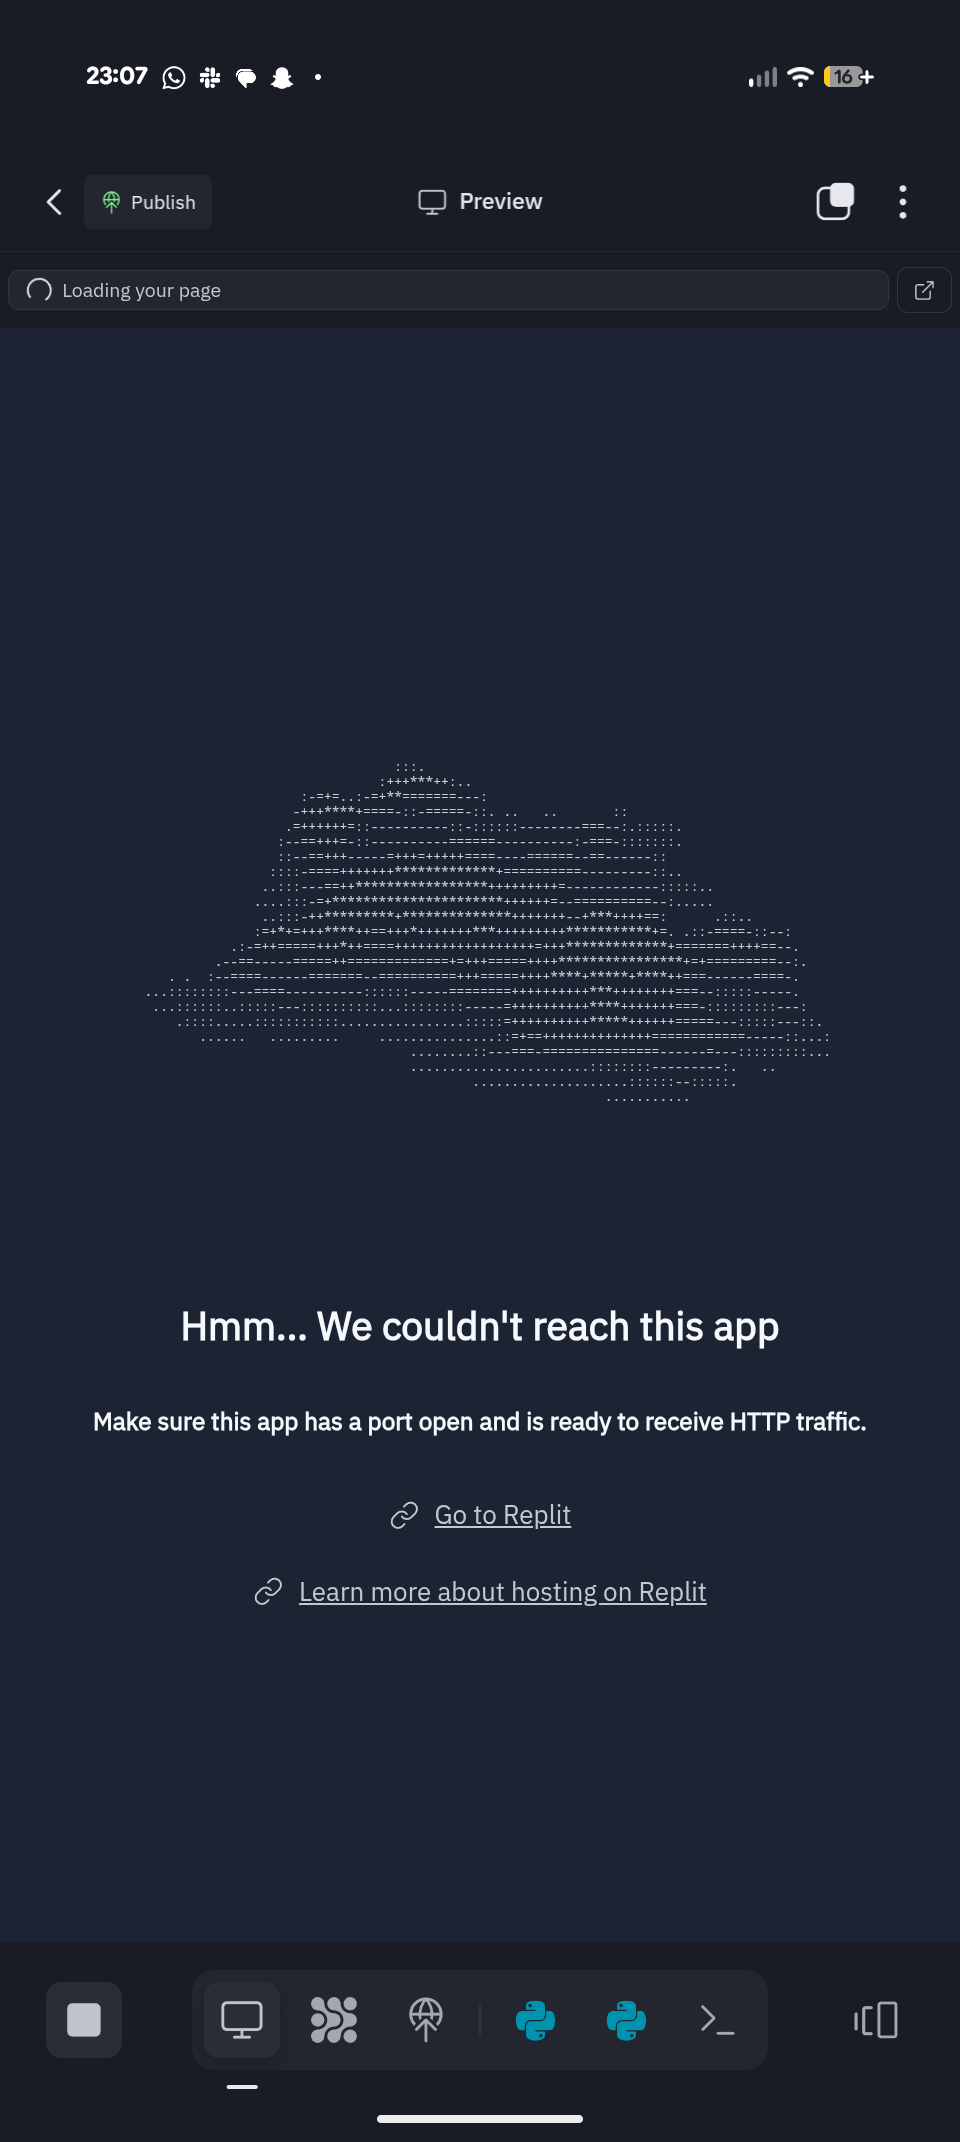 23:07
16+
Publish
Preview
Loading your page
Hmm... We couldn't reach this app
Make sure this app has a port open and is ready to receive HTTP traffic.
Go to Replit
Learn more about hosting on Replit